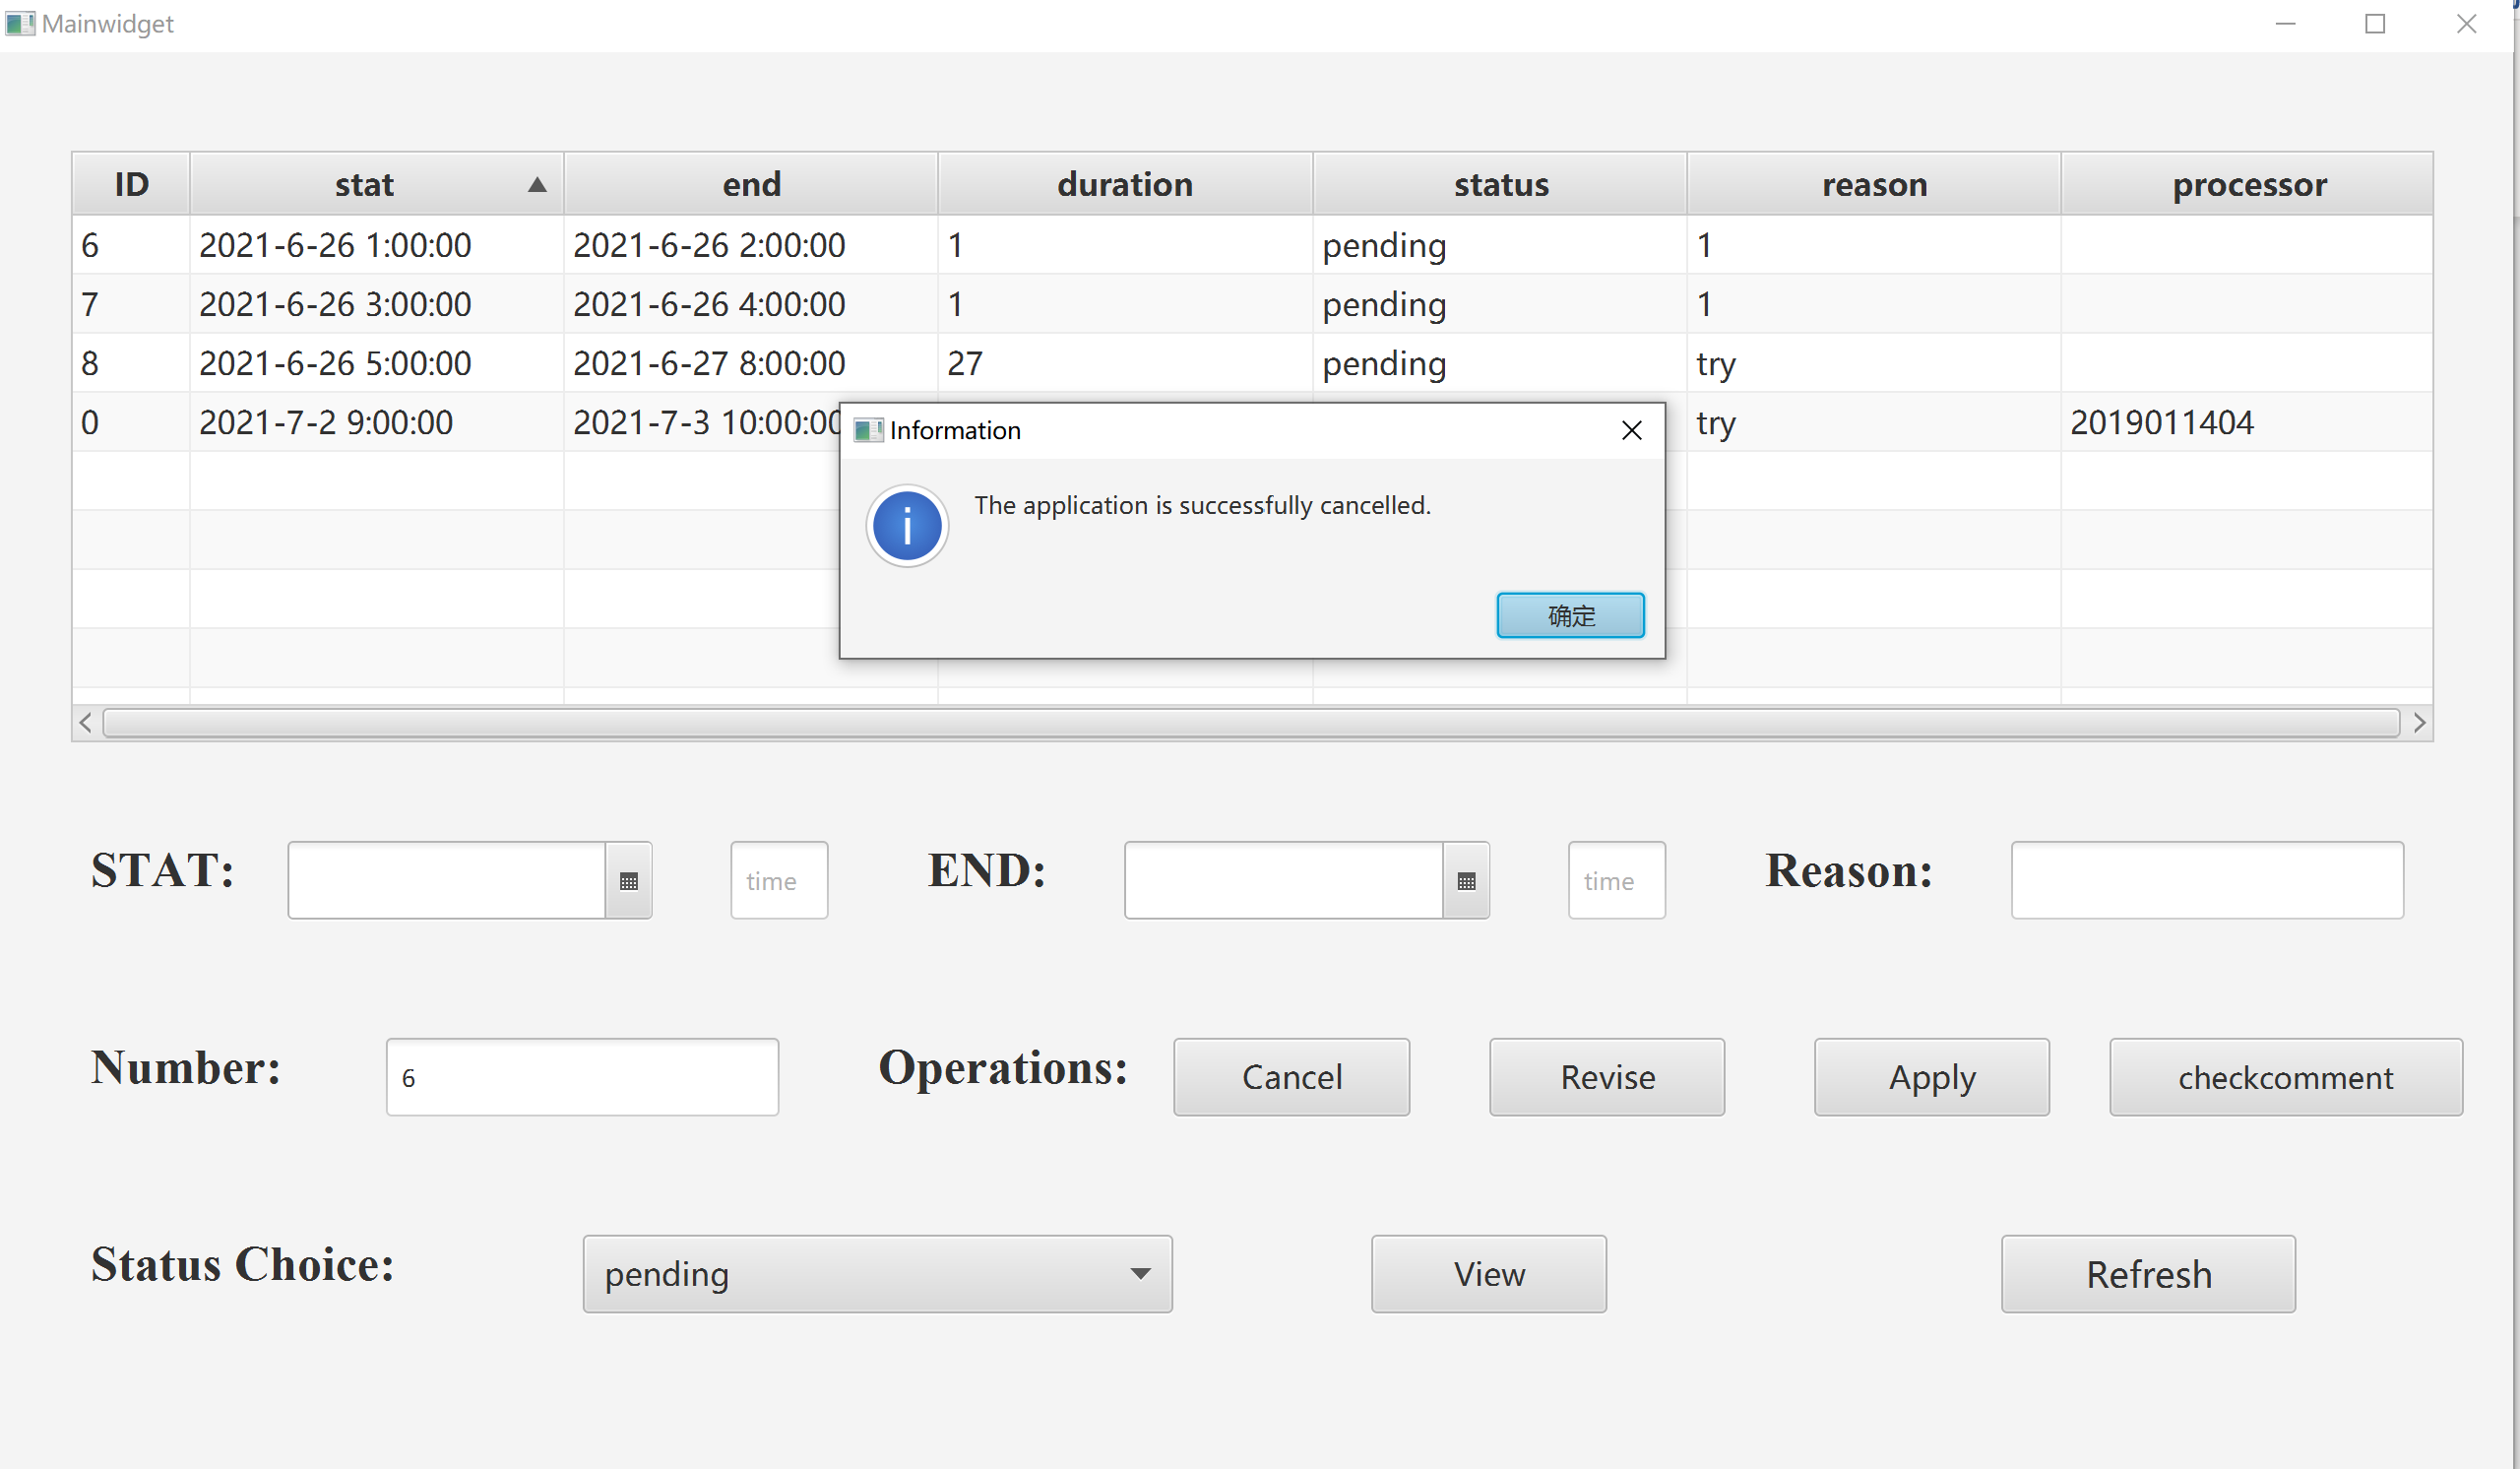 Mainwidget
ID stat end duration status reason processor
6 2021-6-26 1:00:00 2021-6-26 2:00:00 1 pending 1
7 2021-6-26 3:00:00 2021-6-26 4:00:00 1 pending 1
8 2021-6-26 5:00:00 2021-6-27 8:00:00 27 pending try
0 2021-7-2 9:00:00 2021-7-3 10:00:00 try 2019011404
Information
The application is successfully cancelled.
确定
STAT: time END: time Reason:
Number: 6 Operations: Cancel Revise Apply checkcomment
Status Choice: pending View Refresh